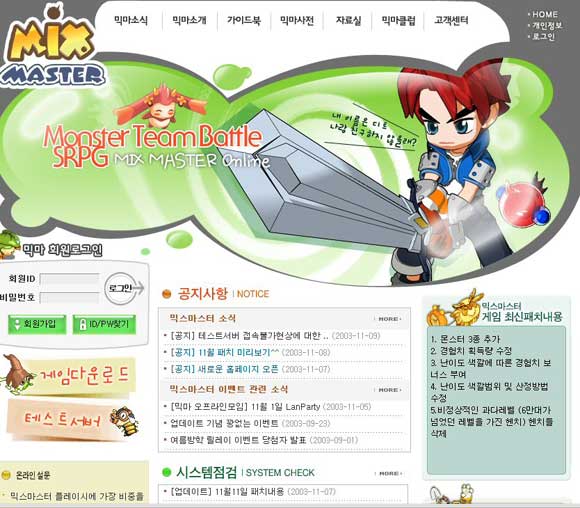 MIX MASTER
믹마소식 믹마소개 가이드북 믹마사전 자료실 믹마클럽 고객센터
HOME
개인정보
로그인
Monster Team Battle
SRPG MIX MASTER Online
내 이름은 디트
나랑 친구하지 않을래?
믹마 회원로그인
회원ID
비밀번호
로그인
회원가입
ID/PW찾기
게임다운로드
테스트서버
온라인 설문
믹스마스터 플레이시에 가장 비중을
공지사항 | NOTICE
믹스마스터 소식 MORE
[공지] 테스트서버 접속불가현상에 대한 .. (2003-11-09)
[공지] 11월 패치 미리보기^^ (2003-11-08)
[공지] 새로운 홈페이지 오픈 (2003-11-07)
믹스마스터 이벤트 관련 소식 MORE
[믹마 오프라인모임] 11월 1일 LanParty (2003-11-05)
업데이트 기념 꽝없는 이벤트 (2003-09-23)
여름방학 릴레이 이벤트 당첨자 발표 (2003-09-01)
시스템점검 | SYSTEM CHECK MORE
[업데이트] 11월11일 패치내용 (2003-11-07)
믹스마스터
게임 최신패치내용
1. 몬스터 3종 추가
2. 경험치 획득량 수정
3. 난이도 색깔에 따른 경험치 보
너스 부여
4. 난이도 색깔범위 및 산정방법
수정
5.비정상적인 과다레벨 (6만대가
넘었던 레벨을 가진 헨치) 헨치를
삭제